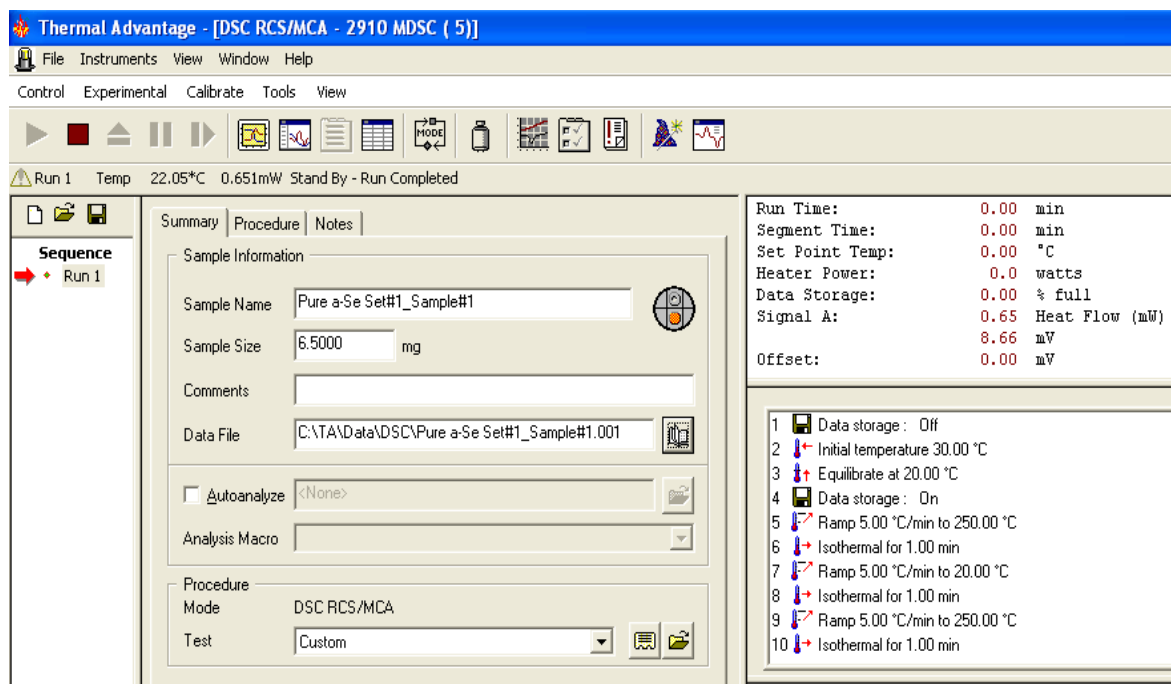 Thermal Advantage - [DSC RCS/MCA - 2910 MDSC ( 5)]
File Instruments View Window Help
Control Experimental Calibrate Tools View
MODE
Run 1 Temp 22.05*C 0.651mW Stand By - Run Completed
Sequence
Run 1
Summary Procedure Notes
Sample Information
Sample Name Pure a-Se Set#1_Sample#1
Sample Size 6.5000 mg
Comments
Data File C:\TA\Data\DSC\Pure a-Se Set#1_Sample#1.001
Autoanalyze <None>
Analysis Macro
Procedure
Mode DSC RCS/MCA
Test Custom
Run Time: 0.00 min
Segment Time: 0.00 min
Set Point Temp: 0.00 °C
Heater Power: 0.0 watts
Data Storage: 0.00 % full
Signal A: 0.65 Heat Flow (mW)
8.66 mV
Offset: 0.00 mV
1 Data storage : Off
2 Initial temperature 30.00 °C
3 Equilibrate at 20.00 °C
4 Data storage : On
5 Ramp 5.00 °C/min to 250.00 °C
6 Isothermal for 1.00 min
7 Ramp 5.00 °C/min to 20.00 °C
8 Isothermal for 1.00 min
9 Ramp 5.00 °C/min to 250.00 °C
10 Isothermal for 1.00 min